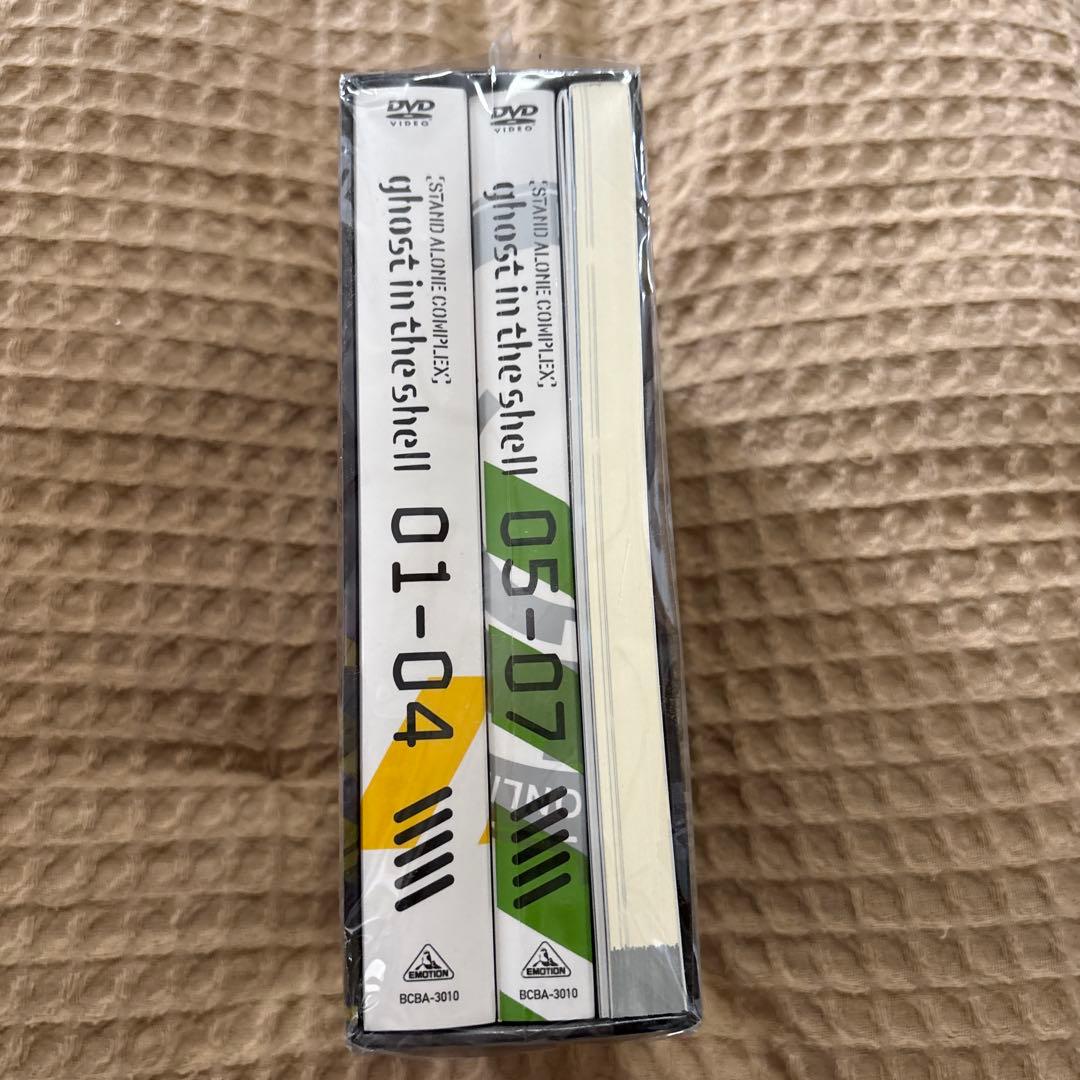 DVD
VIDEO
[STAND ALONE COMPLEX]
ghost in the shell
01-04
EMOTION
BCBA-3010
DVD
VIDEO
[STAND ALONE COMPLEX]
ghost in the shell
05-07
ONLI
EMOTION
BCBA-3010